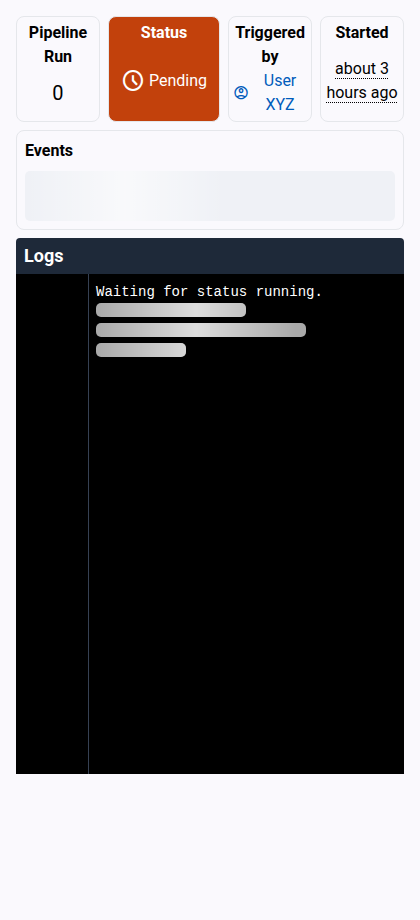 Pipeline
Run
0
Status
Pending
Triggered
by
User
XYZ
Started
about 3
hours ago
Events
Logs
Waiting for status running.